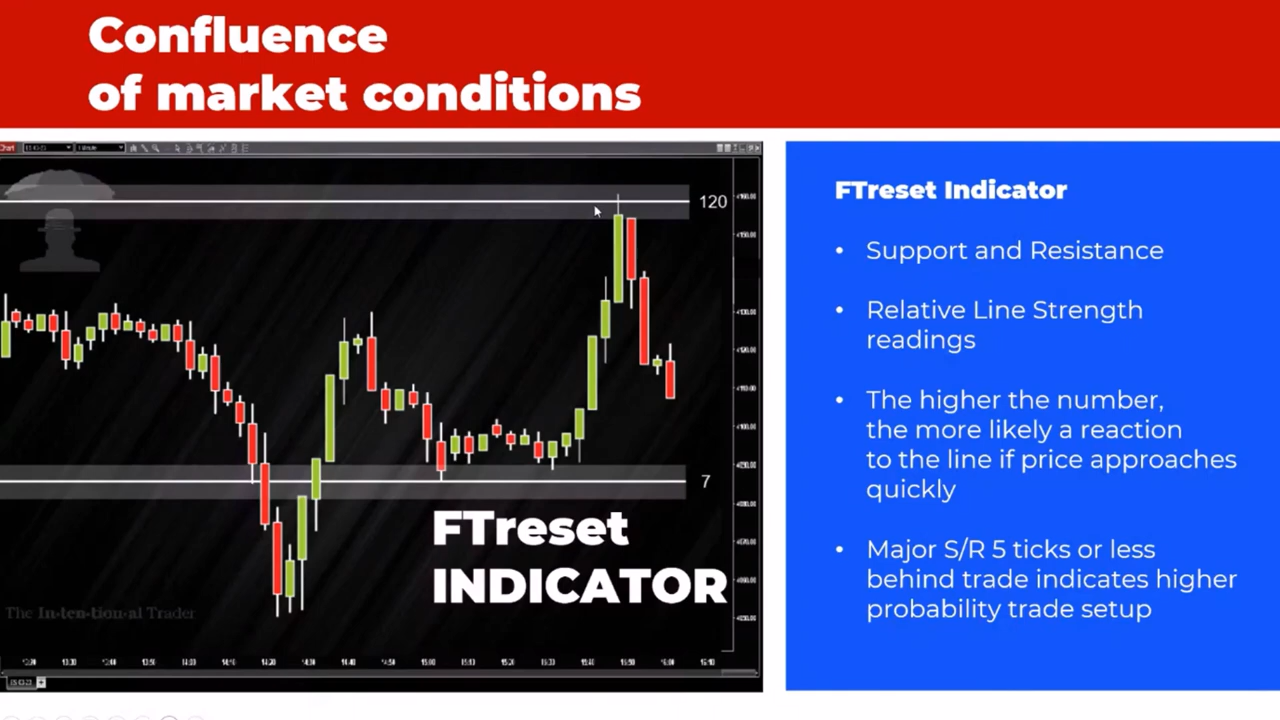 Confluence
of market conditions
Chart
120
7
FTreset
INDICATOR
The In·ten·tion·al Trader
FTreset Indicator
• Support and Resistance
• Relative Line Strength
readings
• The higher the number,
the more likely a reaction
to the line if price approaches
quickly
• Major S/R 5 ticks or less
behind trade indicates higher
probability trade setup